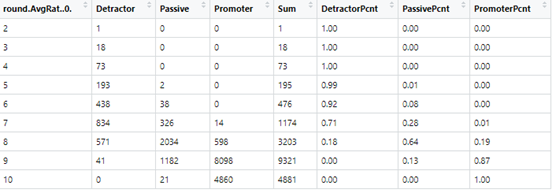 round.AvgRat..0. Detractor Passive Promoter Sum DetractorPcnt PassivePcnt PromoterPcnt
2 1 0 0 1 1.00 0.00 0.00
3 18 0 0 18 1.00 0.00 0.00
4 73 0 0 73 1.00 0.00 0.00
5 193 2 0 195 0.99 0.01 0.00
6 438 38 0 476 0.92 0.08 0.00
7 834 326 14 1174 0.71 0.28 0.01
8 571 2034 598 3203 0.18 0.64 0.19
9 41 1182 8098 9321 0.00 0.13 0.87
10 0 21 4860 4881 0.00 0.00 1.00